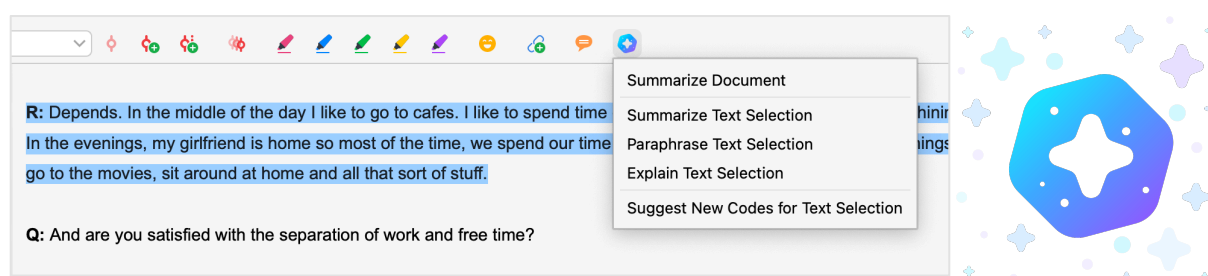 Summarize Document
R: Depends. In the middle of the day I like to go to cafes. I like to spend time
Summarize Text Selection
In the evenings, my girlfriend is home so most of the time, we spend our time
Paraphrase Text Selection
go to the movies, sit around at home and all that sort of stuff.
Explain Text Selection
Suggest New Codes for Text Selection
Q: And are you satisfied with the separation of work and free time?